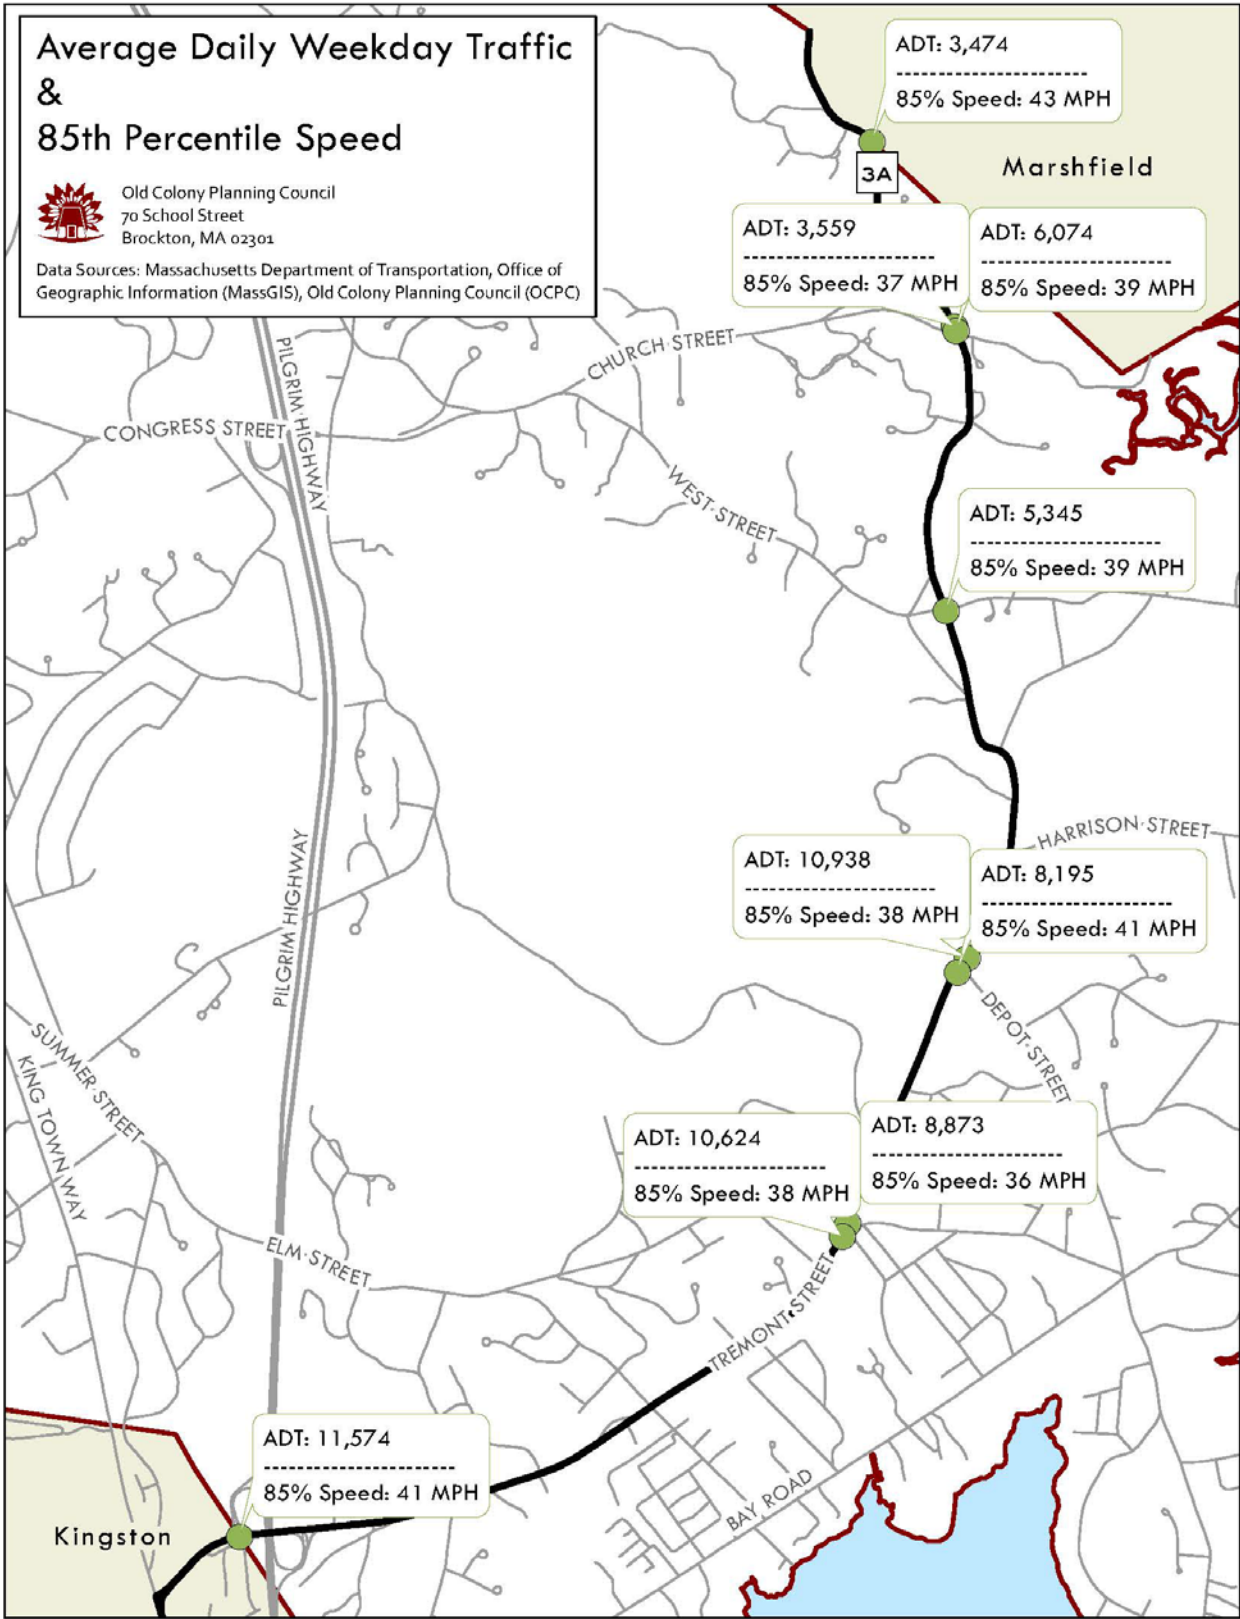 Average Daily Weekday Traffic
&
85th Percentile Speed
Old Colony Planning Council
70 School Street
Brockton, MA 02301
Data Sources: Massachusetts Department of Transportation, Office of
Geographic Information (MassGIS), Old Colony Planning Council (OCPC)
ADT: 3,474
-----------------------
85% Speed: 43 MPH
Marshfield
3A
ADT: 3,559
-----------------------
85% Speed: 37 MPH
ADT: 6,074
-----------------------
85% Speed: 39 MPH
CHURCH STREET
PILGRIM HIGHWAY
CONGRESS STREET
WEST STREET
ADT: 5,345
-----------------------
85% Speed: 39 MPH
HARRISON STREET
ADT: 10,938
-----------------------
85% Speed: 38 MPH
ADT: 8,195
-----------------------
85% Speed: 41 MPH
PILGRIM HIGHWAY
DEPOT STREET
SUMMER STREET
KING TOWN WAY
ADT: 10,624
-----------------------
85% Speed: 38 MPH
ADT: 8,873
-----------------------
85% Speed: 36 MPH
ELM STREET
TREMONT STREET
ADT: 11,574
-----------------------
85% Speed: 41 MPH
BAY ROAD
Kingston